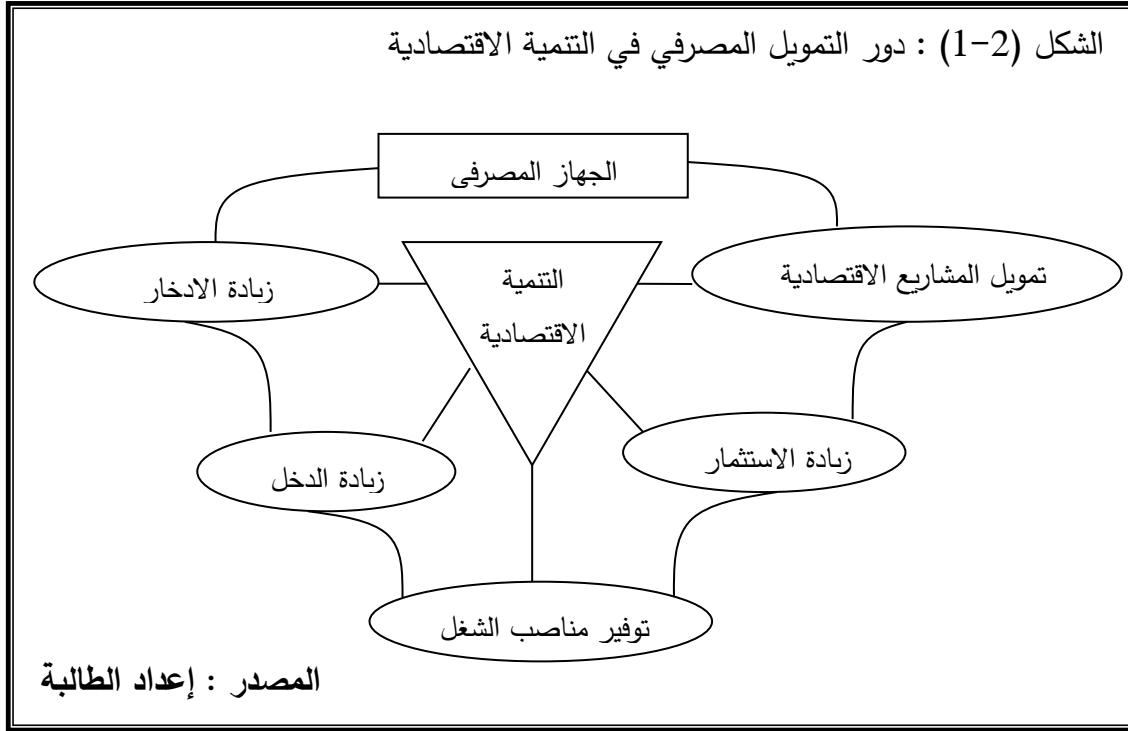 الشكل (2-1) : دور التمويل المصرفي في التنمية الاقتصادية
الجهاز المصرفى
تمويل المشاريع الاقتصادية
التنمية
الاقتصادية
زيادة الادخار
زيادة الاستثمار
زيادة الدخل
توفير مناصب الشغل
المصدر : إعداد الطالبة